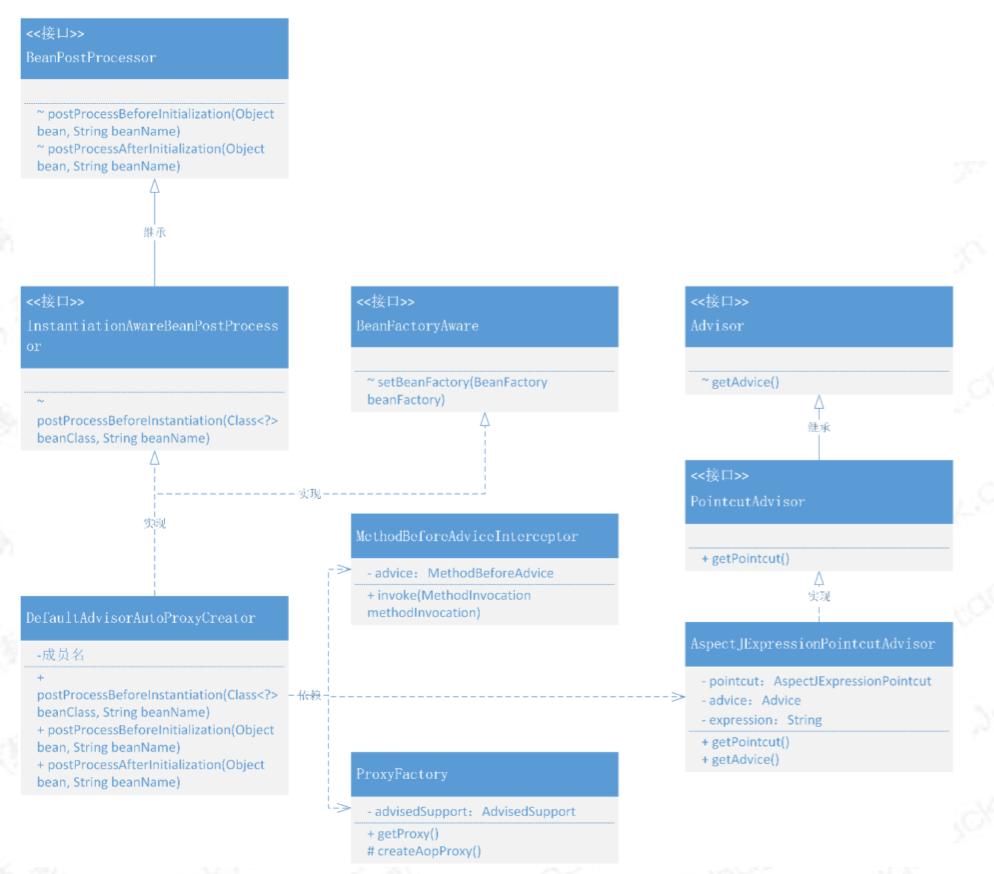 <<接口>>
BeanPostProcessor
~ postProcessBeforeInitialization(Object
bean, String beanName)
~ postProcessAfterInitialization(Object
bean, String beanName)
继承
<<接口>>
InstantiationAwareBeanPostProcess
or
~
postProcessBeforeInstantiation(Class<?>
beanClass, String beanName)
<<接口>>
BeanFactoryAware
~ setBeanFactory(BeanFactory
beanFactory)
<<接口>>
Advisor
~ getAdvice()
继承
<<接口>>
PointcutAdvisor
+ getPointcut()
实现
实现
实现
MethodBeforeAdviceInterceptor
- advice：MethodBeforeAdvice
+ invoke(MethodInvocation
methodInvocation)
DefaultAdvisorAutoProxyCreator
-成员名
+
postProcessBeforeInstantiation(Class<?>
beanClass, String beanName)
+ postProcessBeforeInitialization(Object
bean, String beanName)
+ postProcessAfterInitialization(Object
bean, String beanName)
依赖
AspectJExpressionPointcutAdvisor
- pointcut：AspectJExpressionPointcut
- advice：Advice
- expression：String
+ getPointcut()
+ getAdvice()
ProxyFactory
- advisedSupport：AdvisedSupport
+ getProxy()
# createAopProxy()